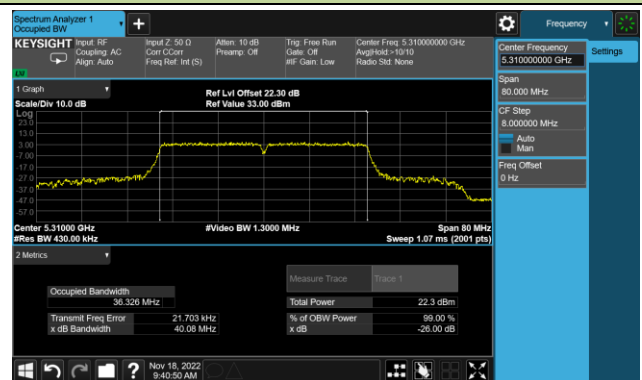 Spectrum Analyzer 1
Occupied BW
Frequency
KEYSIGHT
Input: RF
Coupling: AC
Align: Auto
Input Z: 50 Ω
Corr CCorr
Freq Ref: Int (S)
Atten: 10 dB
Preamp: Off
Trig: Free Run
Gate: Off
#IF Gain: Low
Center Freq: 5.310000000 GHz
Avg|Hold:>10/10
Radio Std: None
Center Frequency
5.310000000 GHz
Settings
Span
80.000 MHz
CF Step
8.000000 MHz
Auto
Man
Freq Offset
0 Hz
1 Graph
Scale/Div 10.0 dB
Ref Lvl Offset 22.30 dB
Ref Value 33.00 dBm
Log
23.0
13.0
3.00
-7.00
-17.0
-27.0
-37.0
-47.0
-57.0
Center 5.31000 GHz
#Video BW 1.3000 MHz
Span 80 MHz
#Res BW 430.00 kHz
Sweep 1.07 ms (2001 pts)
2 Metrics
Measure Trace
Trace 1
Occupied Bandwidth
36.326 MHz
Total Power
22.3 dBm
Transmit Freq Error
21.703 kHz
% of OBW Power
99.00 %
x dB Bandwidth
40.08 MHz
x dB
-26.00 dB
Nov 18, 2022
9:40:50 AM